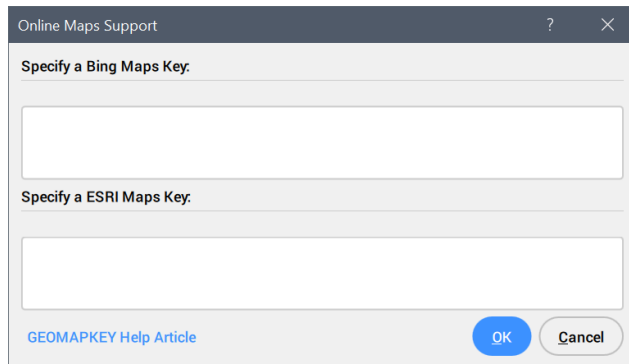 Online Maps Support ? ×
Specify a Bing Maps Key:
Specify a ESRI Maps Key:
GEOMAPKEY Help Article
OK
Cancel